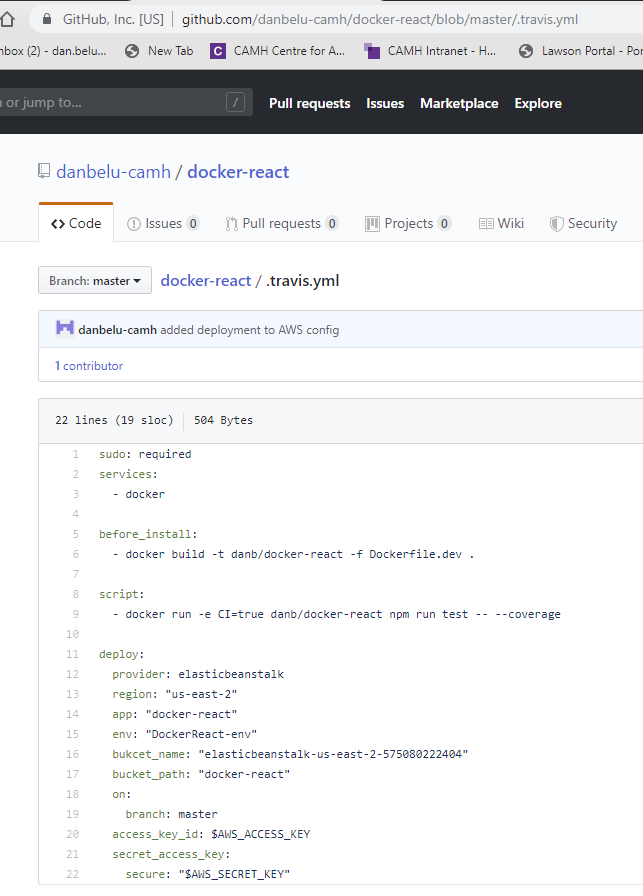 GitHub, Inc. [US] | github.com/danbelu-camh/docker-react/blob/master/.travis.yml
nbox (2) - dan.belu... New Tab C CAMH Centre for A... CAMH Intranet - H... Lawson Portal - Por
or jump to... / Pull requests Issues Marketplace Explore
danbelu-camh / docker-react
<> Code Issues 0 Pull requests 0 Projects 0 Wiki Security
Branch: master docker-react / .travis.yml
danbelu-camh added deployment to AWS config
1 contributor
22 lines (19 sloc) 504 Bytes
1 sudo: required
2 services:
3   - docker
4
5 before_install:
6   - docker build -t danb/docker-react -f Dockerfile.dev .
7
8 script:
9   - docker run -e CI=true danb/docker-react npm run test -- --coverage
10
11 deploy:
12   provider: elasticbeanstalk
13   region: "us-east-2"
14   app: "docker-react"
15   env: "DockerReact-env"
16   bukcet_name: "elasticbeanstalk-us-east-2-575080222404"
17   bucket_path: "docker-react"
18   on:
19     branch: master
20   access_key_id: $AWS_ACCESS_KEY
21   secret_access_key:
22     secure: "$AWS_SECRET_KEY"